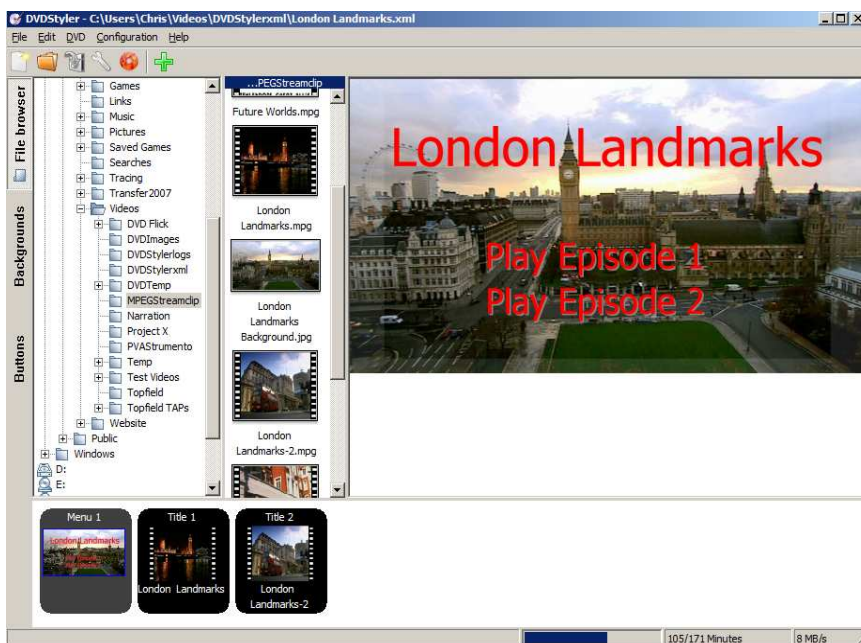 DVDStyler - C:\Users\Chris\Videos\DVDStylerxml\London Landmarks.xml
File Edit DVD Configuration Help
File browser
Backgrounds
Buttons
Games
Links
Music
Pictures
Saved Games
Searches
Tracing
Transfer2007
Videos
DVD Flick
DVDImages
DVDStylerlogs
DVDStylerxml
DVDTemp
MPEGStreamclip
Narration
Project X
PVAStrumento
Temp
Test Videos
Topfield
Topfield TAPs
Website
Public
Windows
D:
E:
...PEGStreamclip
Future Worlds.mpg
London
Landmarks.mpg
London
Landmarks
Background.jpg
London
Landmarks-2.mpg
London Landmarks
Play Episode 1
Play Episode 2
Menu 1
London Landmarks
Title 1
London Landmarks
Title 2
London
Landmarks-2
105/171 Minutes
8 MB/s